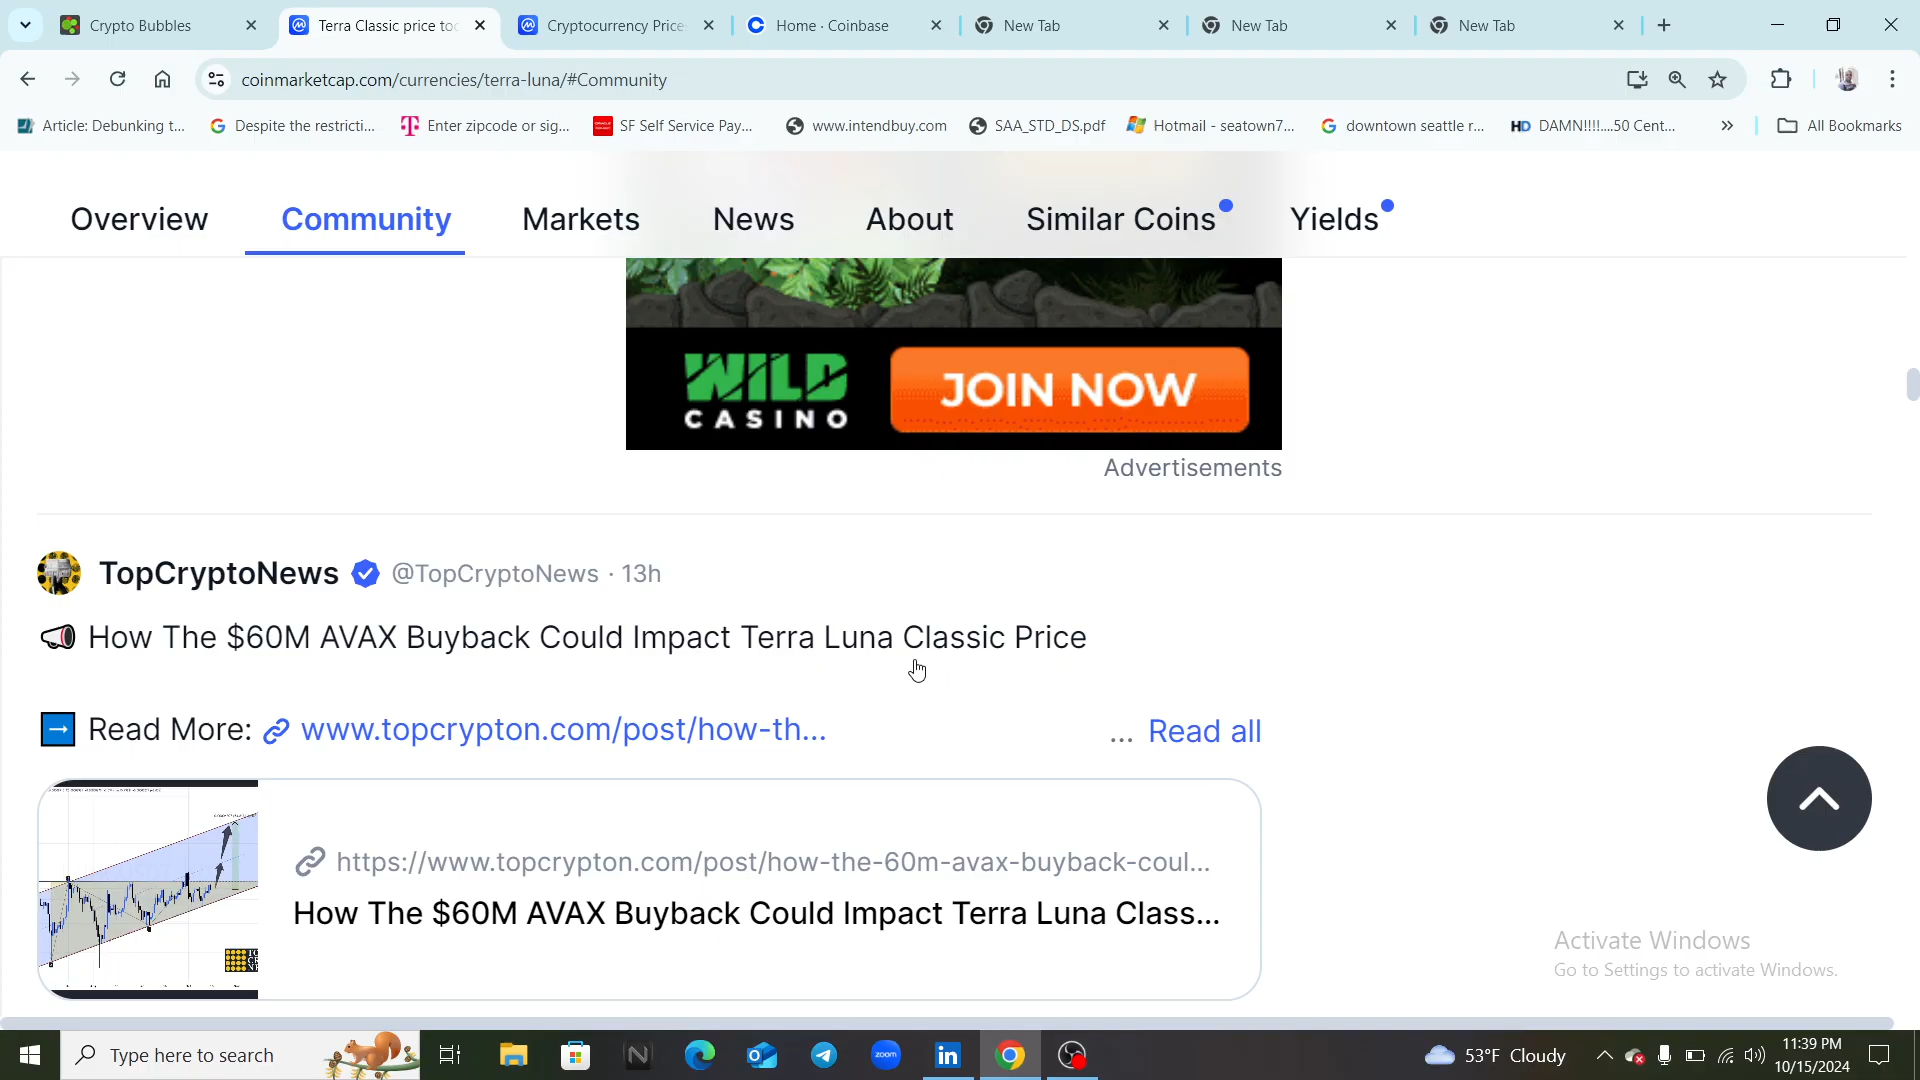 Crypto Bubbles
Terra Classic price to
Cryptocurrency Price
Home · Coinbase
New Tab
New Tab
New Tab
coinmarketcap.com/currencies/terra-luna/#Community
Article: Debunking t...
Despite the restricti...
Enter zipcode or sig...
SF Self Service Pay...
www.intendbuy.com
SAA_STD_DS.pdf
Hotmail - seatown7...
downtown seattle r...
HD DAMN!!!!....50 Cent...
All Bookmarks
Overview
Community
Markets
News
About
Similar Coins
Yields
WILD
CASINO
JOIN NOW
Advertisements
TopCryptoNews @TopCryptoNews · 13h
How The $60M AVAX Buyback Could Impact Terra Luna Classic Price
Read More: www.topcrypton.com/post/how-th...
... Read all
https://www.topcrypton.com/post/how-the-60m-avax-buyback-coul...
How The $60M AVAX Buyback Could Impact Terra Luna Class...
Activate Windows
Go to Settings to activate Windows.
Type here to search
zoom
53°F Cloudy
11:39 PM
10/15/2024